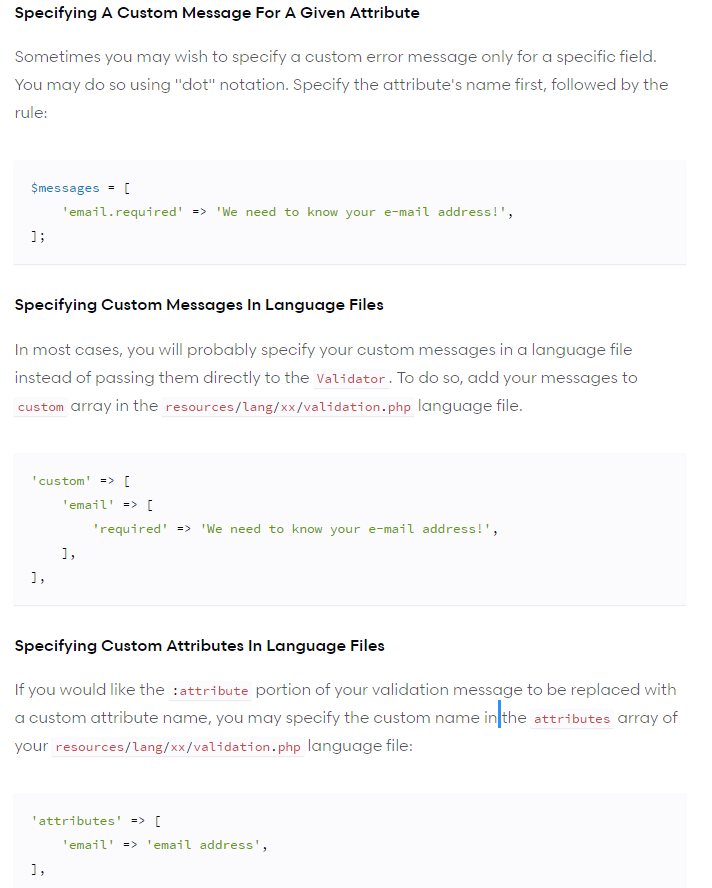 Specifying A Custom Message For A Given Attribute
Sometimes you may wish to specify a custom error message only for a specific field.
You may do so using "dot" notation. Specify the attribute's name first, followed by the
rule:
$messages = [
    'email.required' => 'We need to know your e-mail address!',
];
Specifying Custom Messages In Language Files
In most cases, you will probably specify your custom messages in a language file
instead of passing them directly to the Validator. To do so, add your messages to
custom array in the resources/lang/xx/validation.php language file.
'custom' => [
    'email' => [
        'required' => 'We need to know your e-mail address!',
    ],
],
Specifying Custom Attributes In Language Files
If you would like the :attribute portion of your validation message to be replaced with
a custom attribute name, you may specify the custom name in the attributes array of
your resources/lang/xx/validation.php language file:
'attributes' => [
    'email' => 'email address',
],